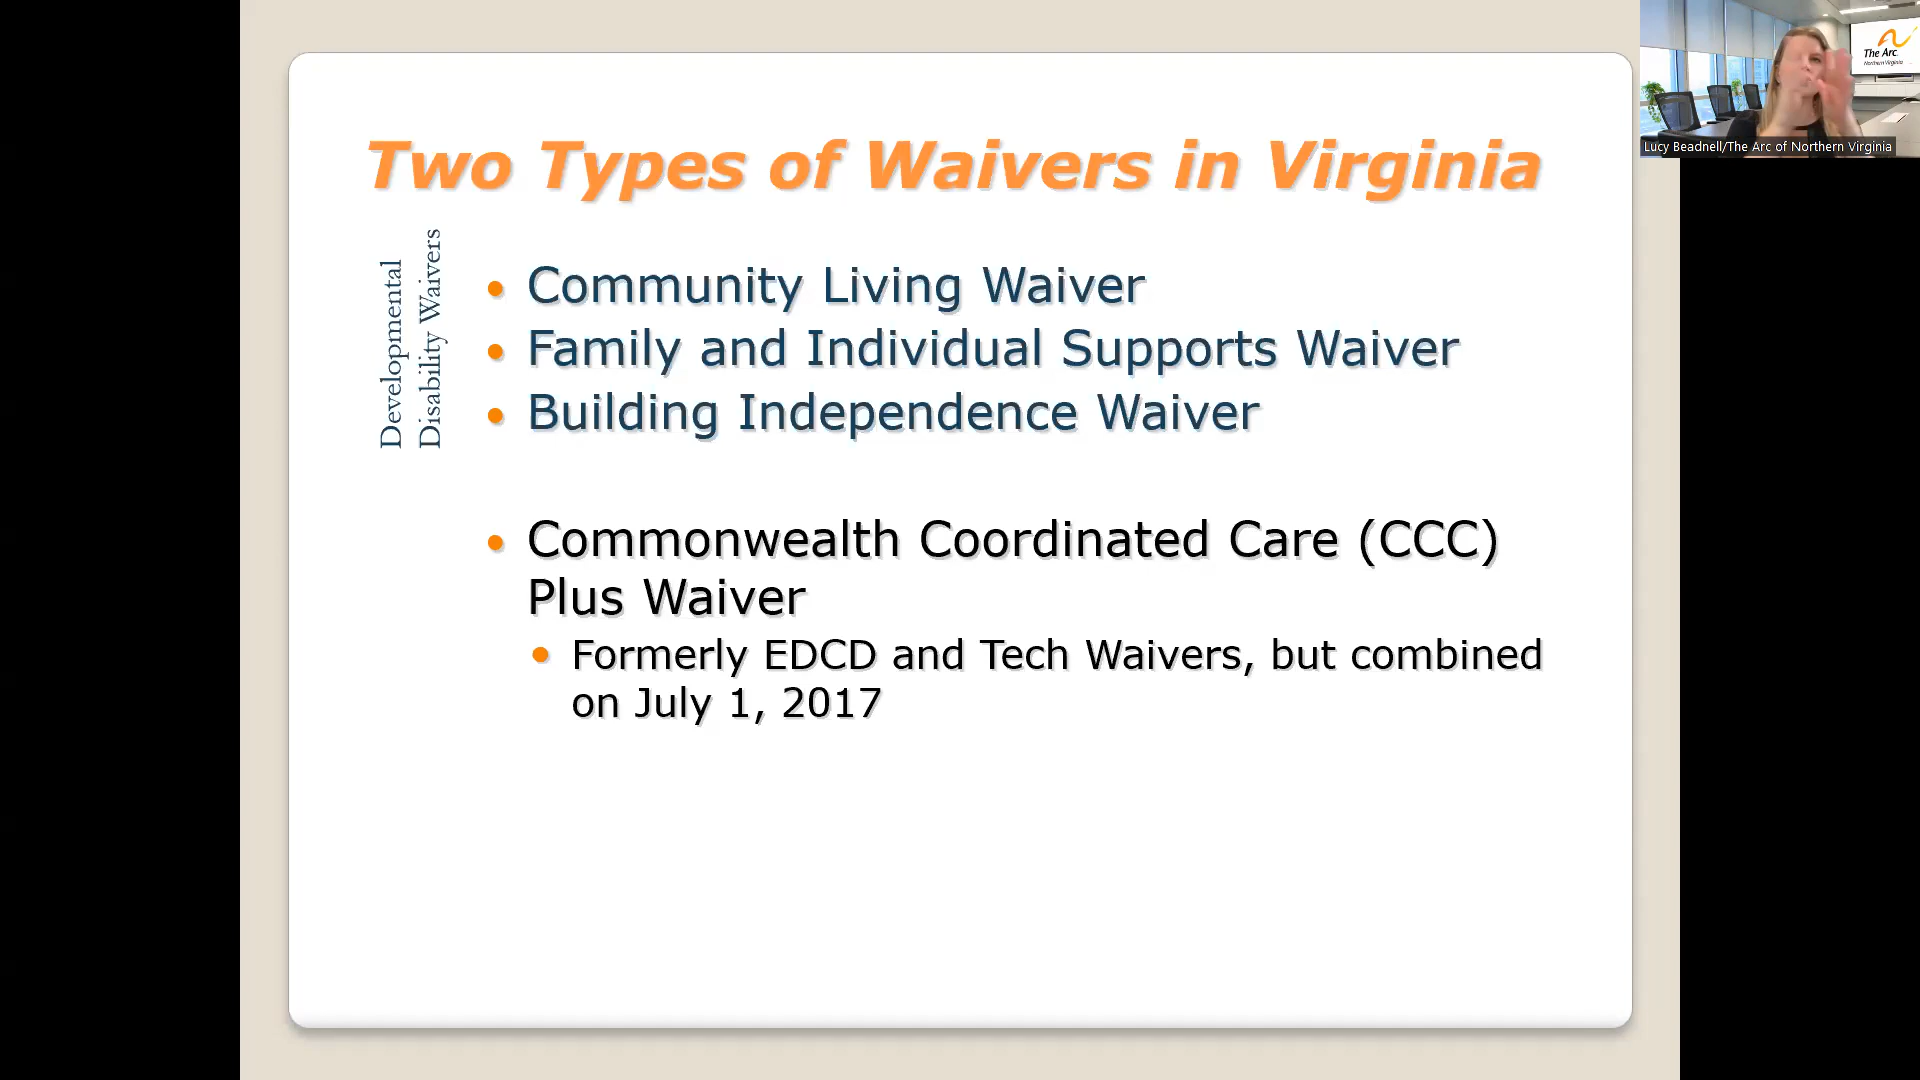 Two Types of Waivers in Virginia
Developmental
Disability Waivers
• Community Living Waiver
• Family and Individual Supports Waiver
• Building Independence Waiver
• Commonwealth Coordinated Care (CCC)
Plus Waiver
• Formerly EDCD and Tech Waivers, but combined
on July 1, 2017
The Arc
Northern Virginia
Lucy Beadnell/The Arc of Northern Virginia